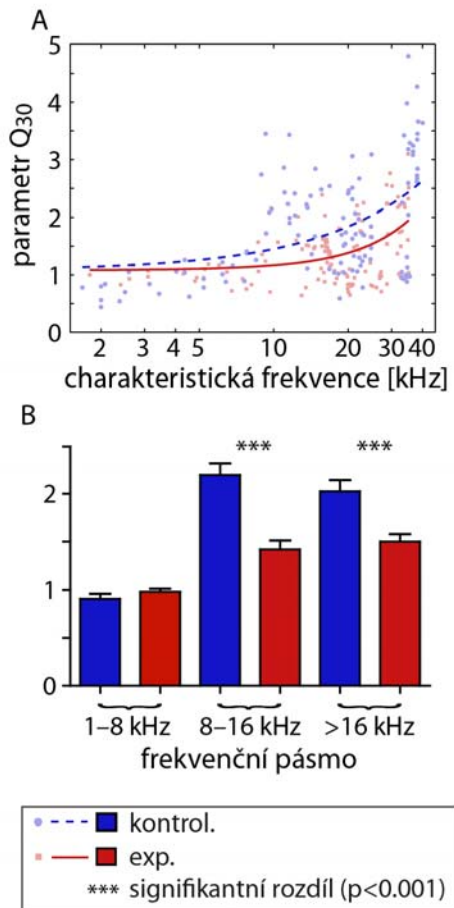 A
parametr Q30
5
4
3
2
1
0
2 3 4 5 10 20 30 40
charakteristická frekvence [kHz]
B
*** ***
2
1
0
1–8 kHz 8–16 kHz >16 kHz
frekvenční pásmo
kontrol.
exp.
*** signifikantní rozdíl (p<0.001)